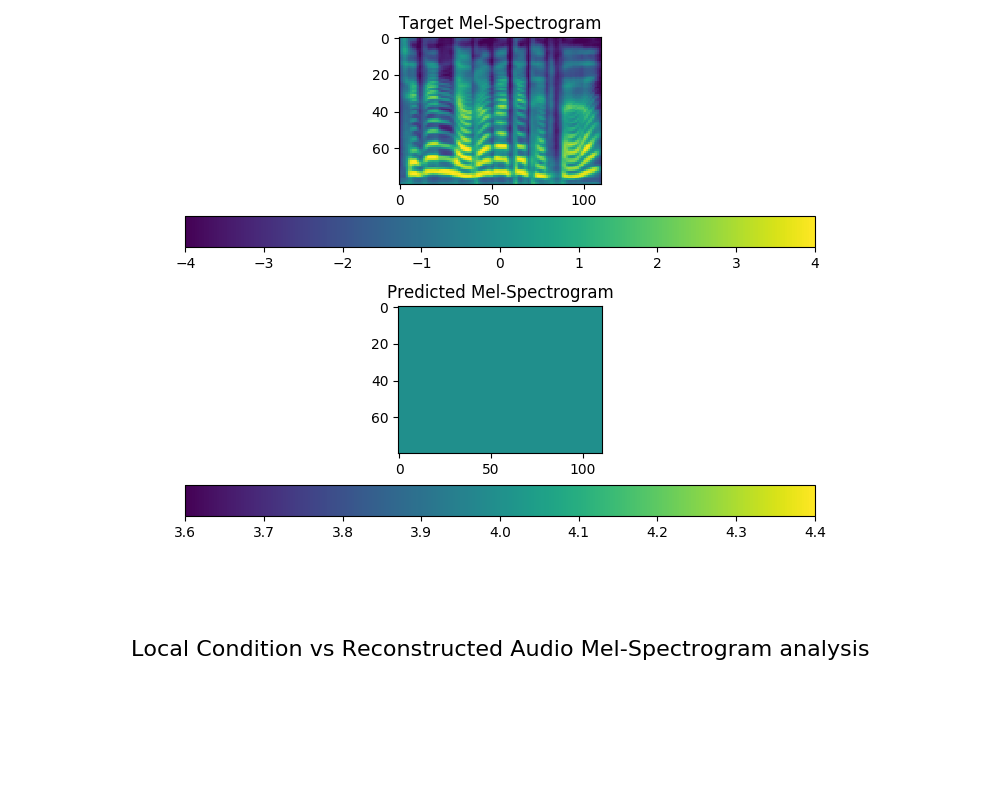 Target Mel-Spectrogram
0
20
40
60
0 50 100
−4 −3 −2 −1 0 1 2 3 4
Predicted Mel-Spectrogram
0
20
40
60
0 50 100
3.6 3.7 3.8 3.9 4.0 4.1 4.2 4.3 4.4
Local Condition vs Reconstructed Audio Mel-Spectrogram analysis